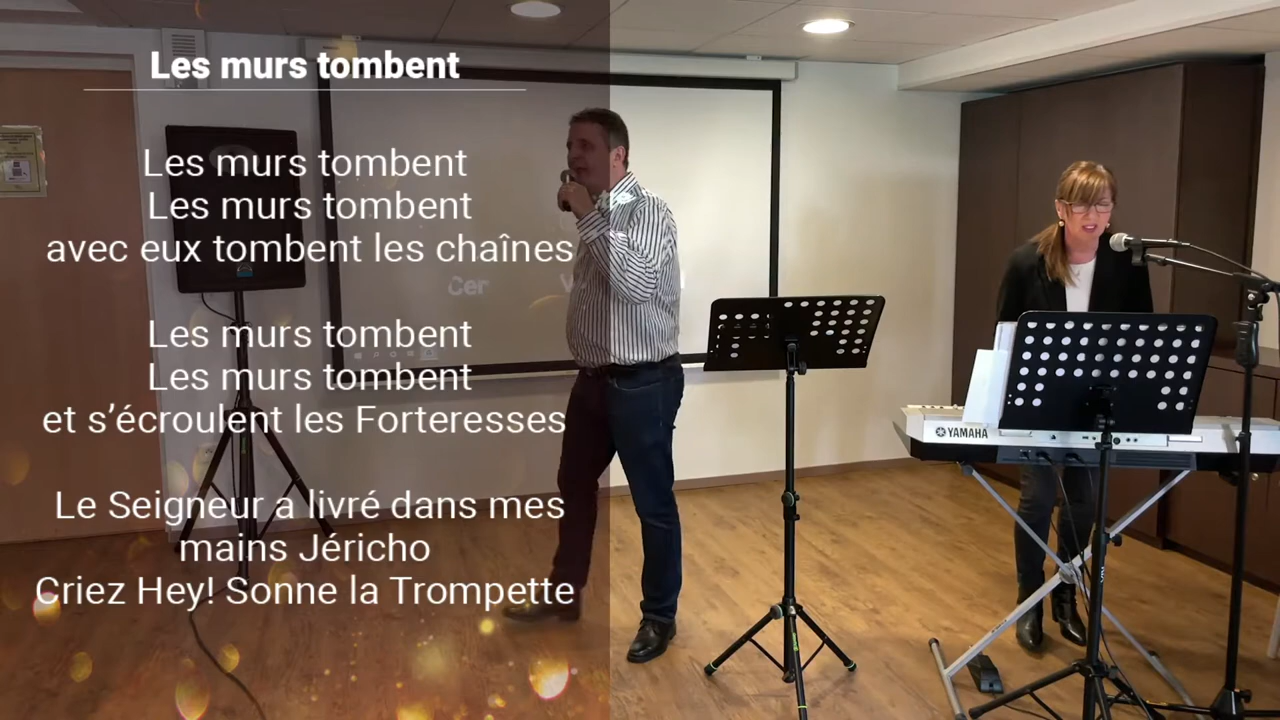 Les murs tombent
Les murs tombent
Les murs tombent
avec eux tombent les chaînes
Les murs tombent
Les murs tombent
et s’écroulent les Forteresses
Le Seigneur a livré dans mes
mains Jéricho
Criez Hey! Sonne la Trompette
YAMAHA